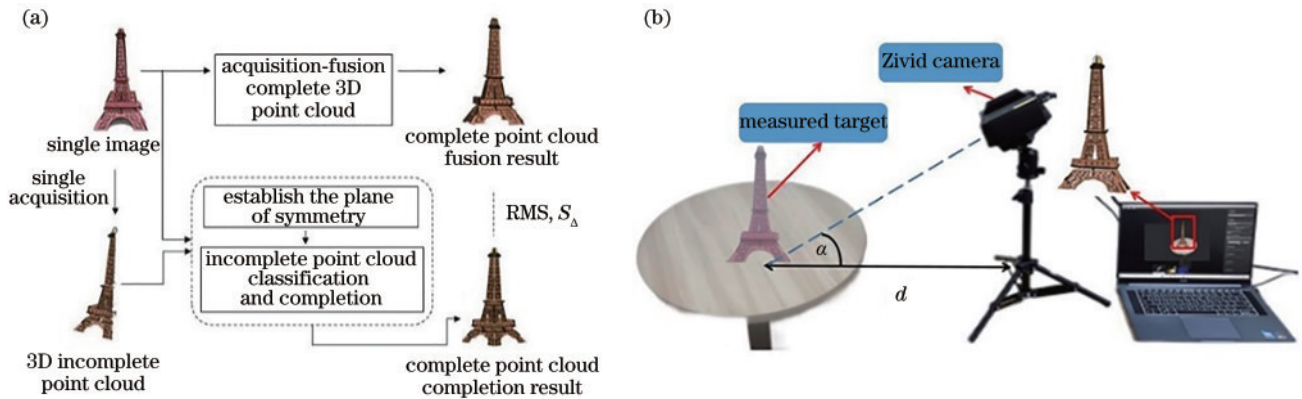 (a)
single image
acquisition-fusion
complete 3D
point cloud
complete point cloud
fusion result
single
acquisition
establish the plane
of symmetry
incomplete point cloud
classification
and completion
RMS, S_Δ
3D incomplete
point cloud
complete point cloud
completion result
(b)
Zivid camera
measured target
α
d